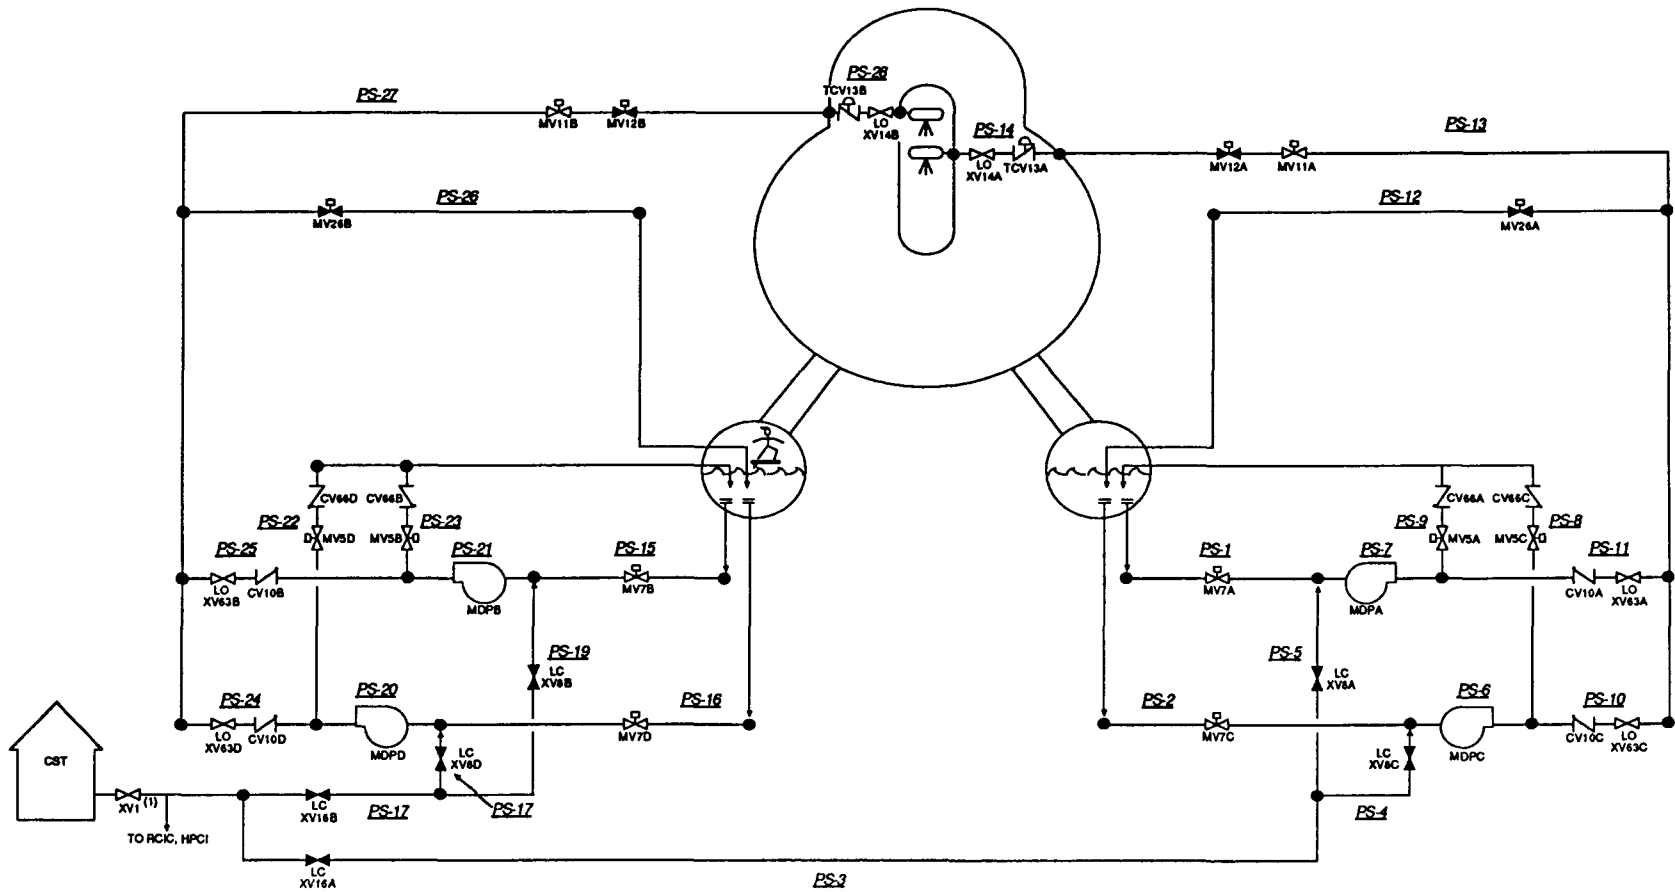 PS-28
PS-27
TCV13B
LO
XV14B
MV11B
MV12B
PS-14
LO
XV14A
TCV13A
PS-13
MV12A
MV11A
PS-26
MV26B
PS-12
MV26A
CV66D
CV66B
PS-22
PS-23
MV5D
MV5B
PS-25
PS-21
PS-15
LO
XV63B
CV10B
MDPB
MV7B
CV66A
CV66C
PS-9
PS-8
MV5A
MV5C
PS-1
PS-7
PS-11
MV7A
MDPA
CV10A
LO
XV63A
PS-19
LC
XV8B
PS-5
LC
XV8A
PS-24
PS-20
PS-16
LO
XV63D
CV10D
MDPD
MV7D
LC
XV8D
PS-2
PS-6
PS-10
MV7C
LC
XV8C
MDPC
CV10C
LO
XV63C
CST
XV1 (1)
TO RCIC, HPCI
LC
XV16B
PS-17
PS-17
PS-4
LC
XV16A
PS-3